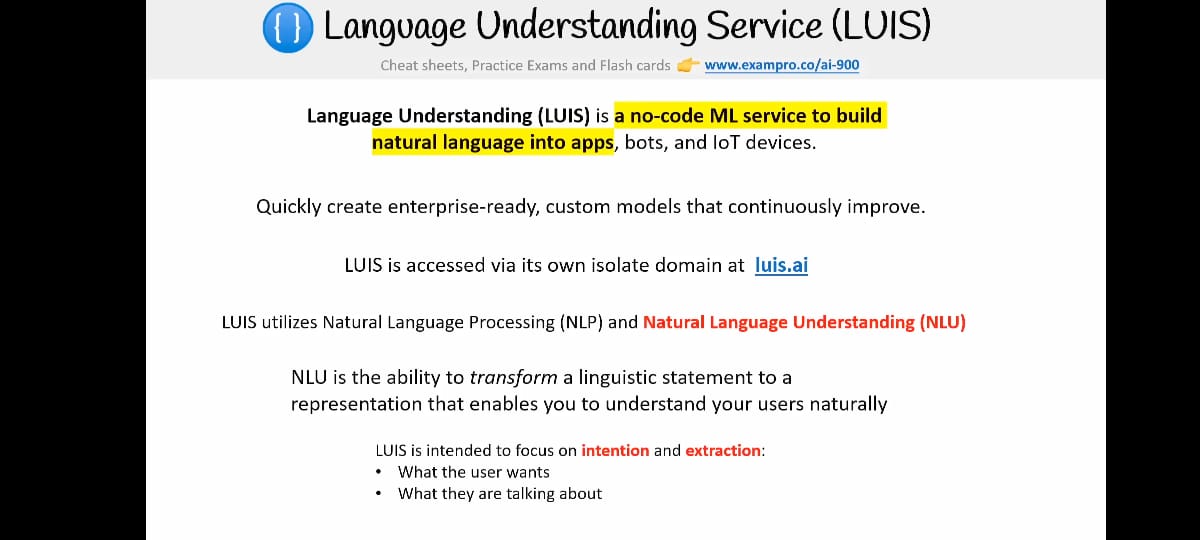 { } Language Understanding Service (LUIS)
Cheat sheets, Practice Exams and Flash cards 👉 www.exampro.co/ai-900
Language Understanding (LUIS) is a no-code ML service to build
natural language into apps, bots, and IoT devices.
Quickly create enterprise-ready, custom models that continuously improve.
LUIS is accessed via its own isolate domain at luis.ai
LUIS utilizes Natural Language Processing (NLP) and Natural Language Understanding (NLU)
NLU is the ability to transform a linguistic statement to a
representation that enables you to understand your users naturally
LUIS is intended to focus on intention and extraction:
• What the user wants
• What they are talking about